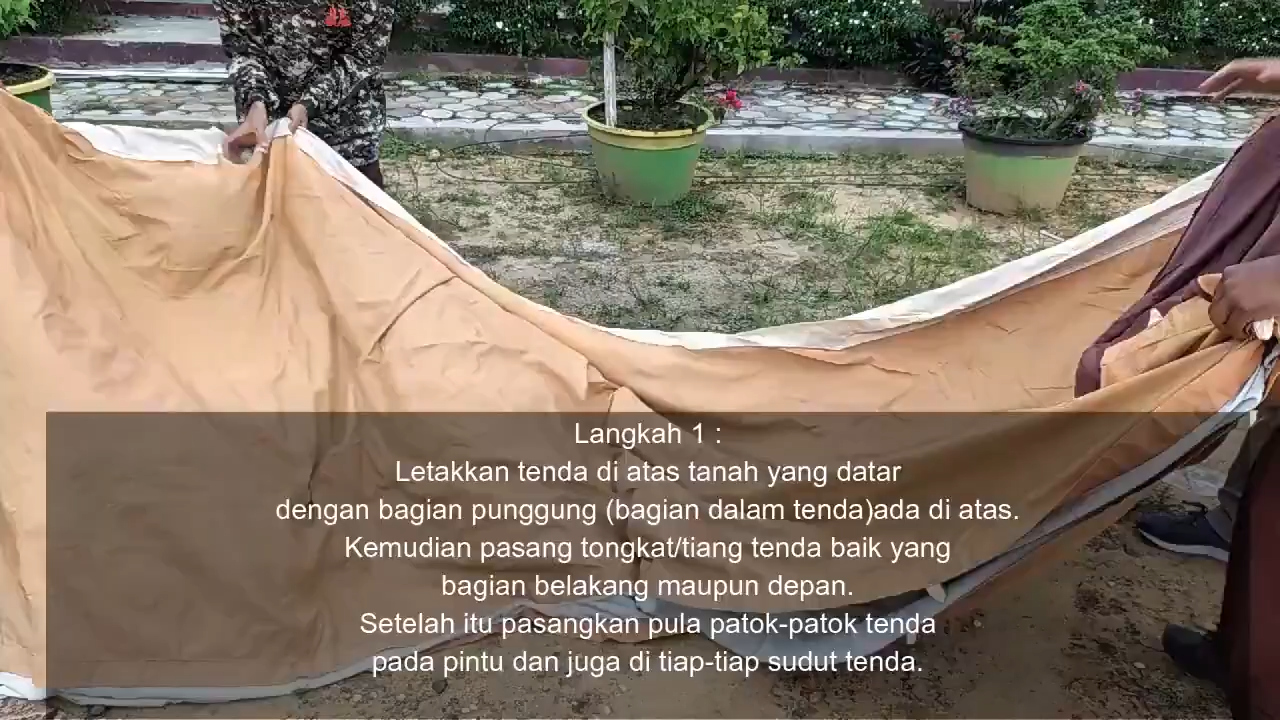 Langkah 1 :
Letakkan tenda di atas tanah yang datar
dengan bagian punggung (bagian dalam tenda)ada di atas.
Kemudian pasang tongkat/tiang tenda baik yang
bagian belakang maupun depan.
Setelah itu pasangkan pula patok-patok tenda
pada pintu dan juga di tiap-tiap sudut tenda.